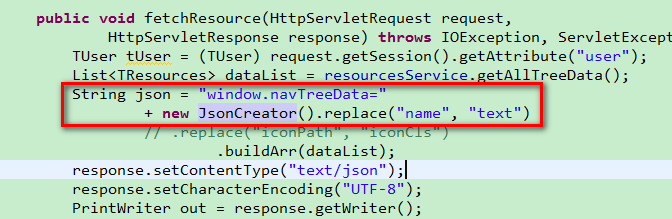 public void fetchResource(HttpServletRequest request,
HttpServletResponse response) throws IOException, ServletExcept
TUser tUser = (TUser) request.getSession().getAttribute("user");
List<TResources> dataList = resourcesService.getAllTreeData();
String json = "window.navTreeData="
+ new JsonCreator().replace("name", "text")
// .replace("iconPath", "iconCls")
.buildArr(dataList);
response.setContentType("text/json");
response.setCharacterEncoding("UTF-8");
PrintWriter out = response.getWriter();